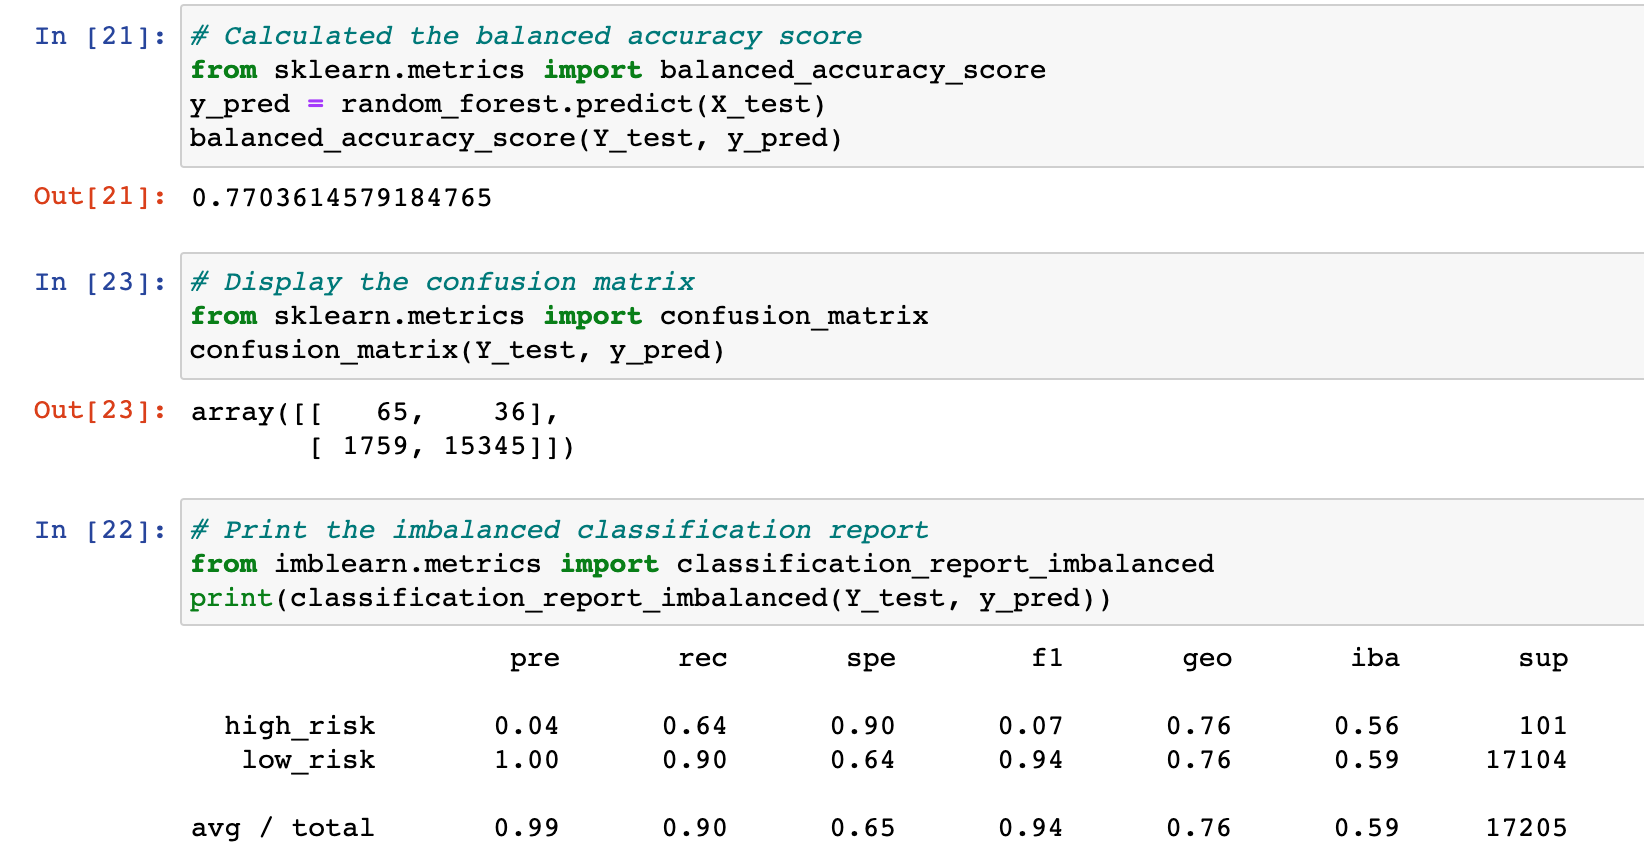 In [21]: # Calculated the balanced accuracy score
from sklearn.metrics import balanced_accuracy_score
y_pred = random_forest.predict(X_test)
balanced_accuracy_score(Y_test, y_pred)
Out[21]: 0.7703614579184765
In [23]: # Display the confusion matrix
from sklearn.metrics import confusion_matrix
confusion_matrix(Y_test, y_pred)
Out[23]: array([[   65,    36],
       [ 1759, 15345]])
In [22]: # Print the imbalanced classification report
from imblearn.metrics import classification_report_imbalanced
print(classification_report_imbalanced(Y_test, y_pred))
                   pre       rec       spe        f1       geo       iba       sup
  high_risk       0.04      0.64      0.90      0.07      0.76      0.56       101
   low_risk       1.00      0.90      0.64      0.94      0.76      0.59     17104
avg / total       0.99      0.90      0.65      0.94      0.76      0.59     17205